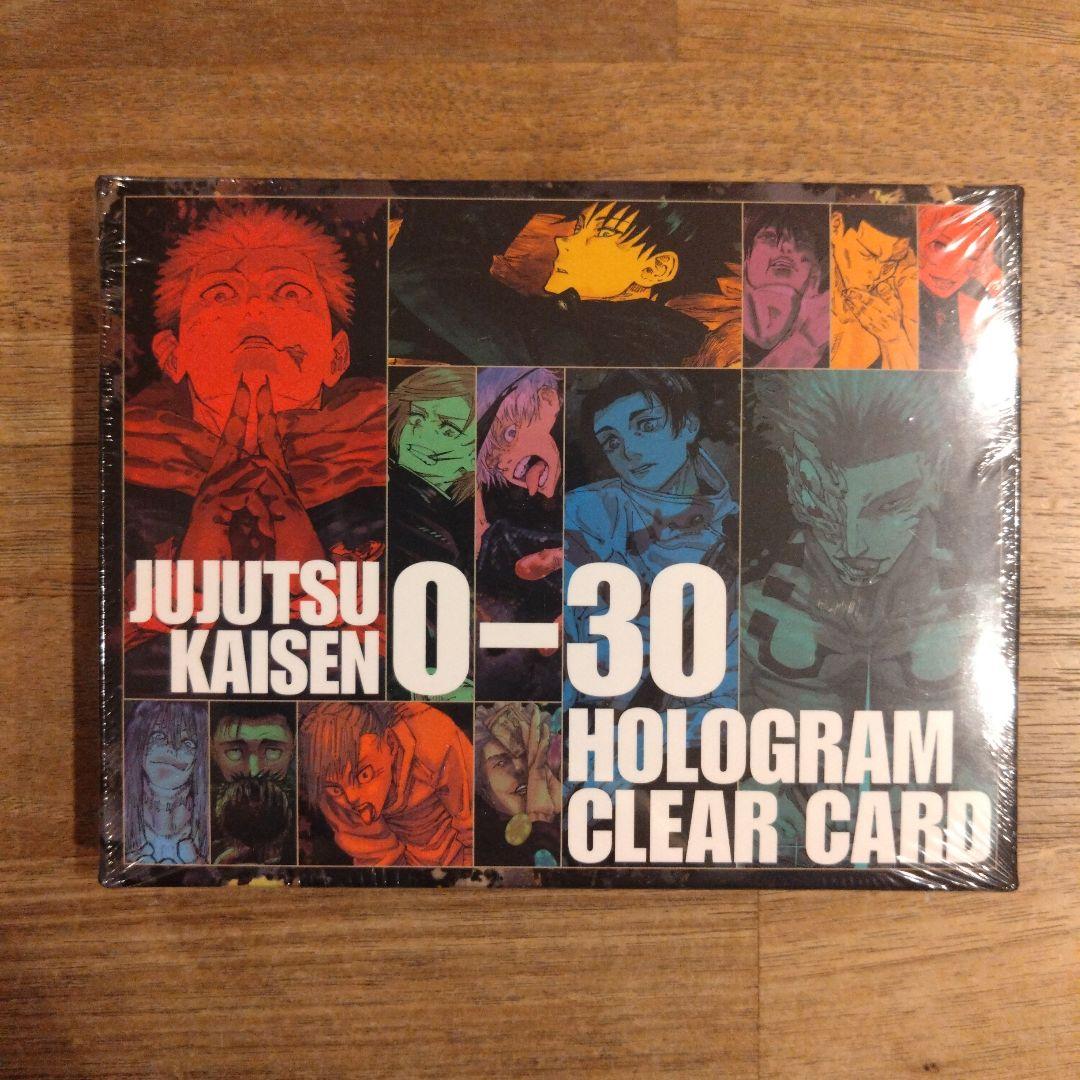 JUJUTSU
KAISEN
0–30
HOLOGRAM
CLEAR CARD